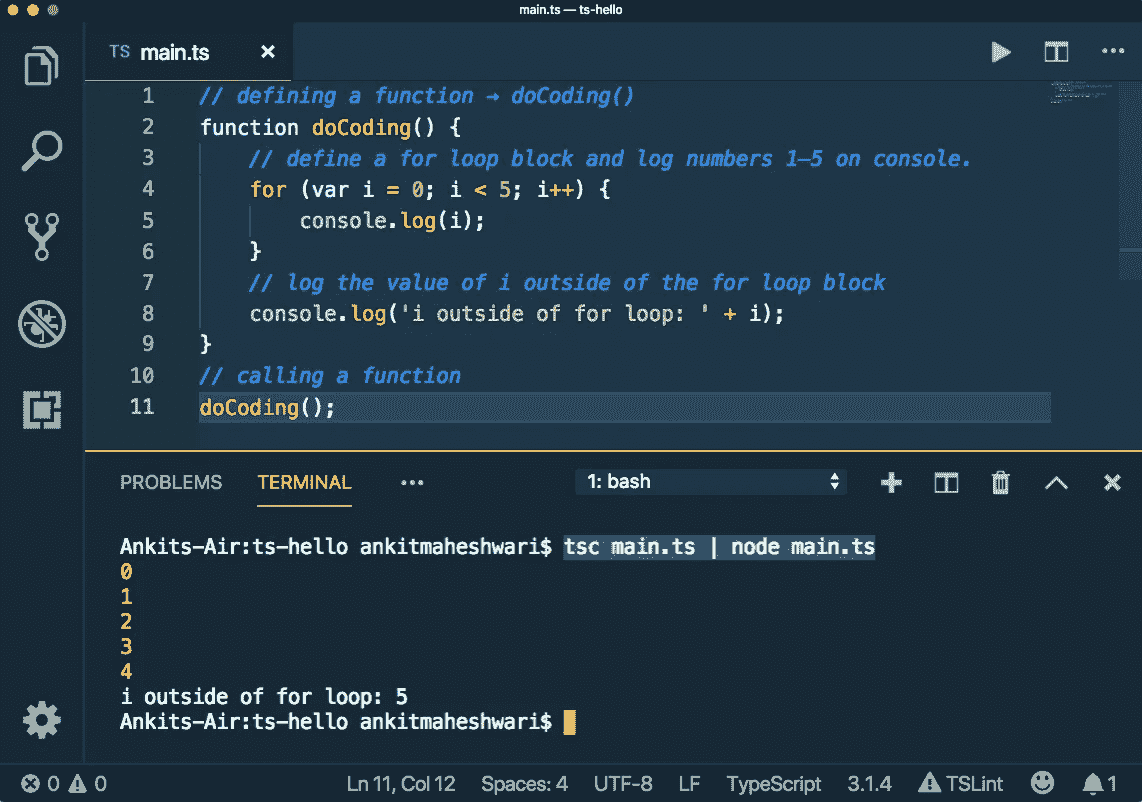 main.ts — ts-hello
TS main.ts ×
1 // defining a function → doCoding()
2 function doCoding() {
3 // define a for loop block and log numbers 1–5 on console.
4 for (var i = 0; i < 5; i++) {
5 console.log(i);
6 }
7 // log the value of i outside of the for loop block
8 console.log('i outside of for loop: ' + i);
9 }
10 // calling a function
11 doCoding();
PROBLEMS TERMINAL ••• 1: bash
Ankits-Air:ts-hello ankitmaheshwari$ tsc main.ts | node main.ts
0
1
2
3
4
i outside of for loop: 5
Ankits-Air:ts-hello ankitmaheshwari$
0 0 Ln 11, Col 12 Spaces: 4 UTF-8 LF TypeScript 3.1.4 TSLint 1